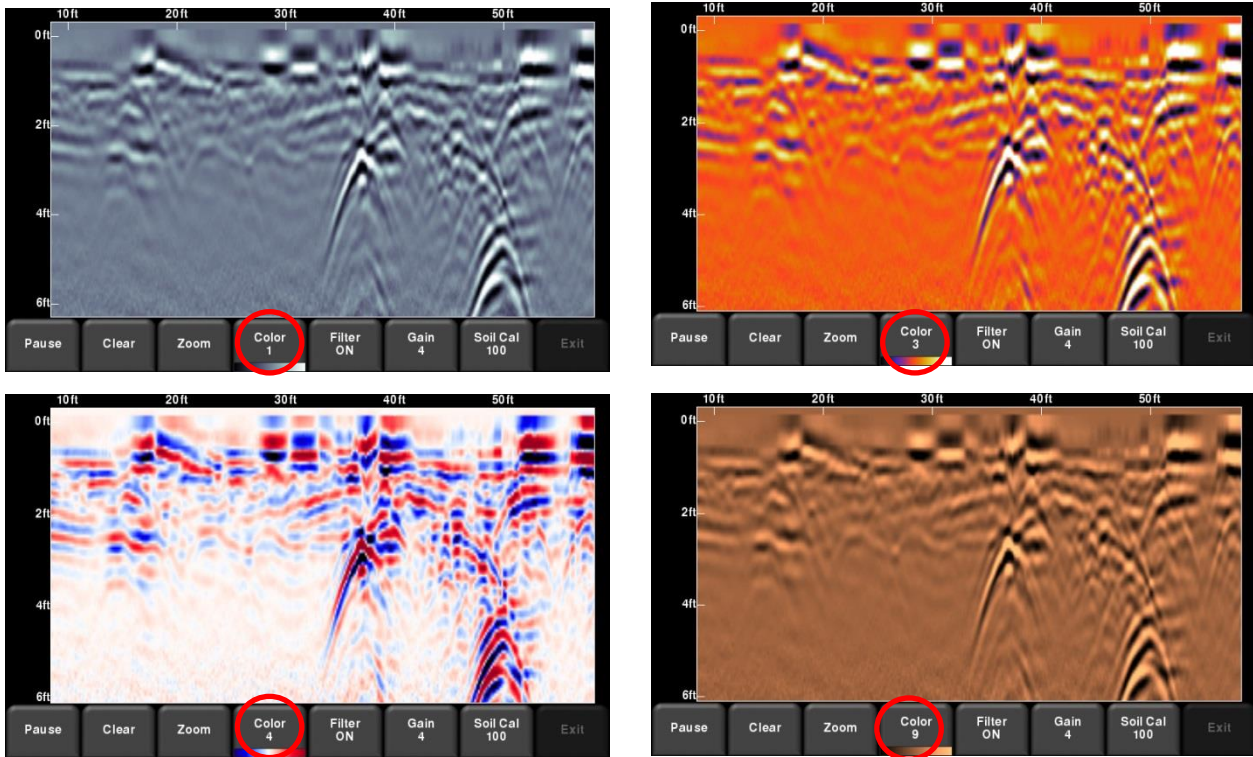 10ft 20ft 30ft 40ft 50ft
0ft
2ft
4ft
6ft
Pause Clear Zoom Color 1 Filter ON Gain 4 Soil Cal 100 Exit
10ft 20ft 30ft 40ft 50ft
0ft
2ft
4ft
6ft
Pause Clear Zoom Color 3 Filter ON Gain 4 Soil Cal 100 Exit
10ft 20ft 30ft 40ft 50ft
0ft
2ft
4ft
6ft
Pause Clear Zoom Color 4 Filter ON Gain 4 Soil Cal 100 Exit
10ft 20ft 30ft 40ft 50ft
0ft
2ft
4ft
6ft
Pause Clear Zoom Color 9 Filter ON Gain 4 Soil Cal 100 Exit